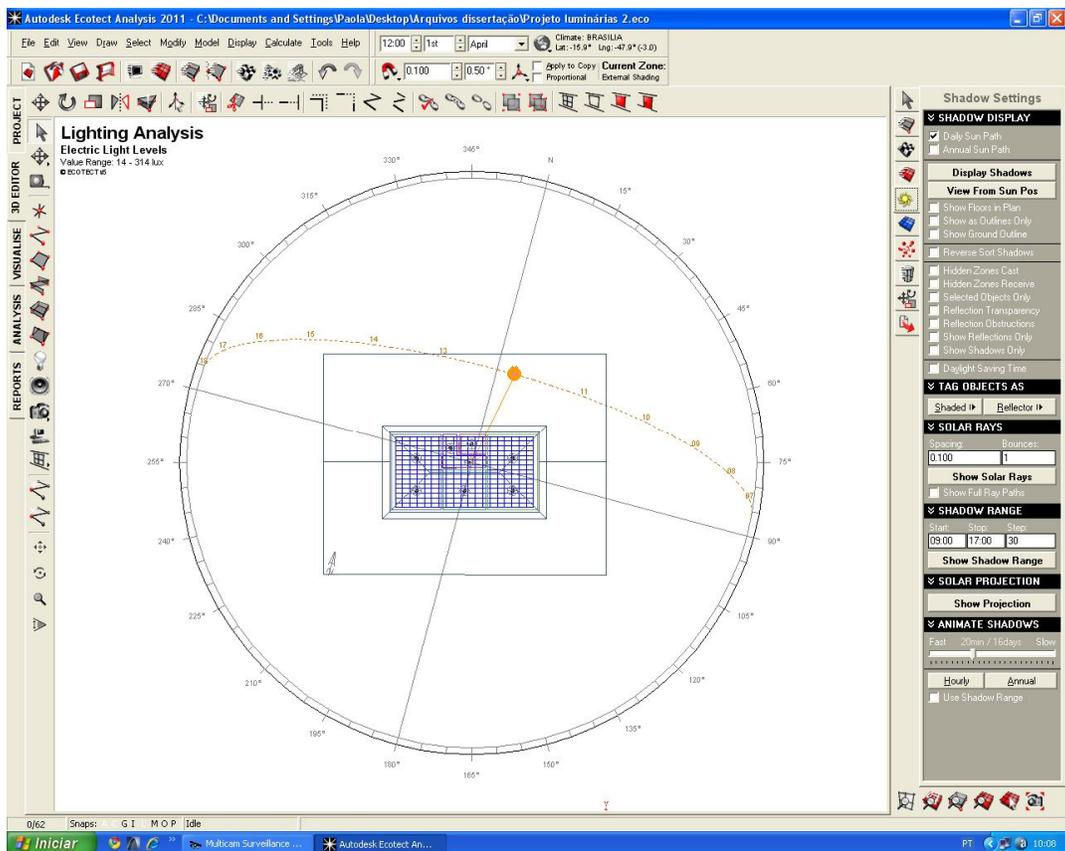 Autodesk Ecotect Analysis 2011 - C:\Documents and Settings\Paola\Desktop\Arquivos dissertação\Projeto luminárias 2.eco
File Edit View Draw Select Modify Model Display Calculate Tools Help
12:00 1st April
Climate: BRASILIA
Lat: -15.9° Lng: -47.9° (-3.0)
0.100 0.50°
Apply to Copy
Proportional
Current Zone:
External Shading
PROJECT
3D EDITOR
VISUALISE
ANALYSIS
REPORTS
Lighting Analysis
Electric Light Levels
Value Range: 14 - 314 lux
© ECOTECT v5
345°
N
15°
30°
45°
60°
75°
90°
105°
120°
135°
150°
165°
180°
195°
210°
225°
240°
255°
270°
285°
300°
315°
330°
18
17
16
15
14
13
11
10
09
08
07
Y
Shadow Settings
SHADOW DISPLAY
Daily Sun Path
Annual Sun Path
Display Shadows
View From Sun Pos
Show Floors in Plan
Show as Outlines Only
Show Ground Outline
Reverse Sort Shadows
Hidden Zones Cast
Hidden Zones Receive
Selected Objects Only
Reflection Transparency
Reflection Obstructions
Show Reflections Only
Show Shadows Only
Daylight Saving Time
TAG OBJECTS AS
Shaded Reflector
SOLAR RAYS
Spacing: Bounces:
0.100 1
Show Solar Rays
Show Full Ray Paths
SHADOW RANGE
Start: Stop: Step:
09:00 17:00 30
Show Shadow Range
SOLAR PROJECTION
Show Projection
ANIMATE SHADOWS
Fast 20min / 16days Slow
Hourly Annual
Use Shadow Range
0/62 Snaps: G I M O P Idle
Iniciar
Multicam Surveillance ...
Autodesk Ecotect An...
PT 10:08